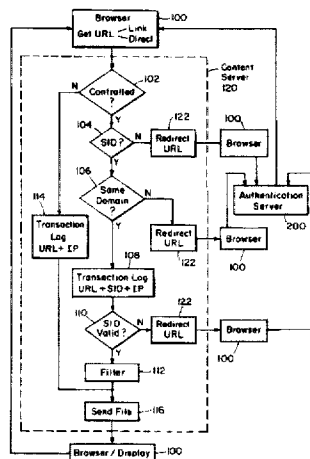 Browser
Get URL
Link
Direct
100
Content
Server
120
102
Controlled
?
N
Y
104
SID?
N
Y
122
Redirect
URL
100
Browser
106
Same
Domain
?
N
Y
Authentication
Server
200
114
Transaction
Log
URL+ IP
Redirect
URL
122
Browser
100
108
Transaction Log
URL +SID+ IP
110
SID
Valid?
N
Y
122
Redirect
URL
Browser
100
Filter
112
Send File
116
Browser / Display
100